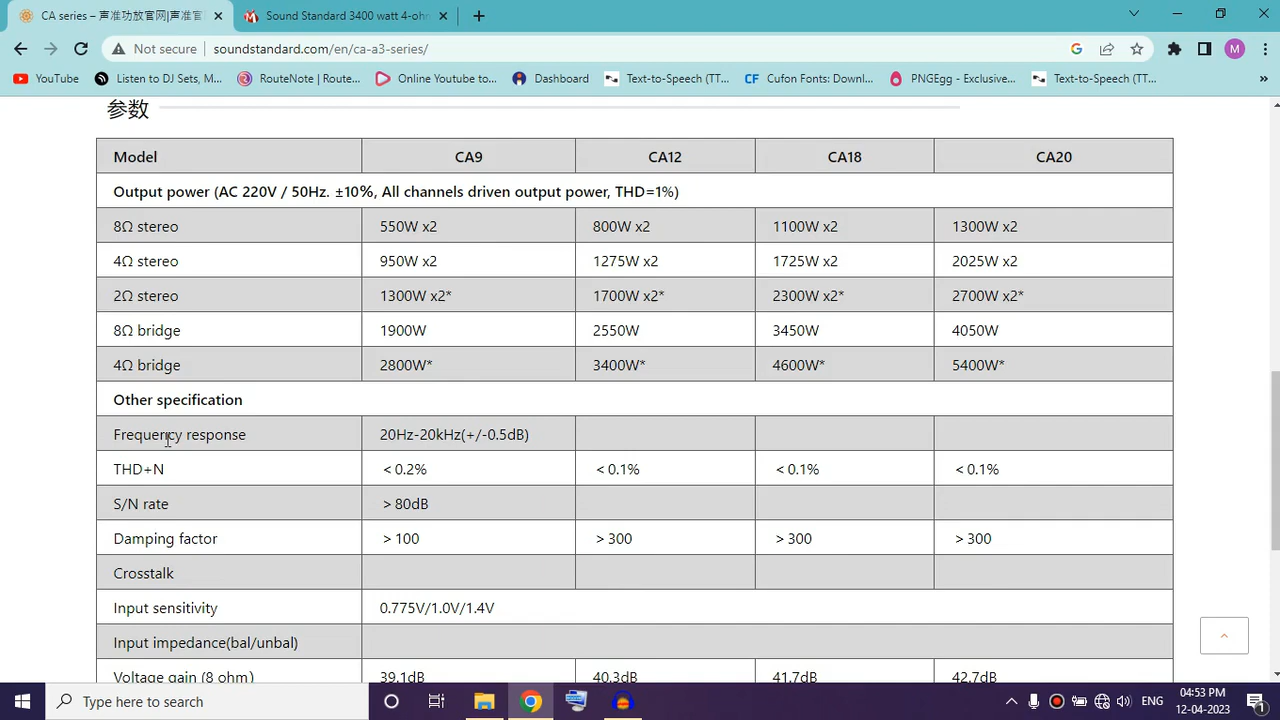 CA series – 声准功放官网|声准官
Sound Standard 3400 watt 4-ohm
Not secure soundstandard.com/en/ca-a3-series/
M
YouTube Listen to DJ Sets, M... RouteNote | Route... Online Youtube to... Dashboard Text-to-Speech (TT... CF Cufon Fonts: Downl... PNGEgg - Exclusive... Text-to-Speech (TT... »
参数
Model CA9 CA12 CA18 CA20
Output power (AC 220V / 50Hz. ±10%, All channels driven output power, THD=1%)
8Ω stereo 550W x2 800W x2 1100W x2 1300W x2
4Ω stereo 950W x2 1275W x2 1725W x2 2025W x2
2Ω stereo 1300W x2* 1700W x2* 2300W x2* 2700W x2*
8Ω bridge 1900W 2550W 3450W 4050W
4Ω bridge 2800W* 3400W* 4600W* 5400W*
Other specification
Frequency response 20Hz-20kHz(+/-0.5dB)
THD+N < 0.2% < 0.1% < 0.1% < 0.1%
S/N rate > 80dB
Damping factor > 100 > 300 > 300 > 300
Crosstalk
Input sensitivity 0.775V/1.0V/1.4V
Input impedance(bal/unbal)
Voltage gain (8 ohm) 39.1dB 40.3dB 41.7dB 42.7dB
Type here to search
ENG
04:53 PM
12-04-2023
1